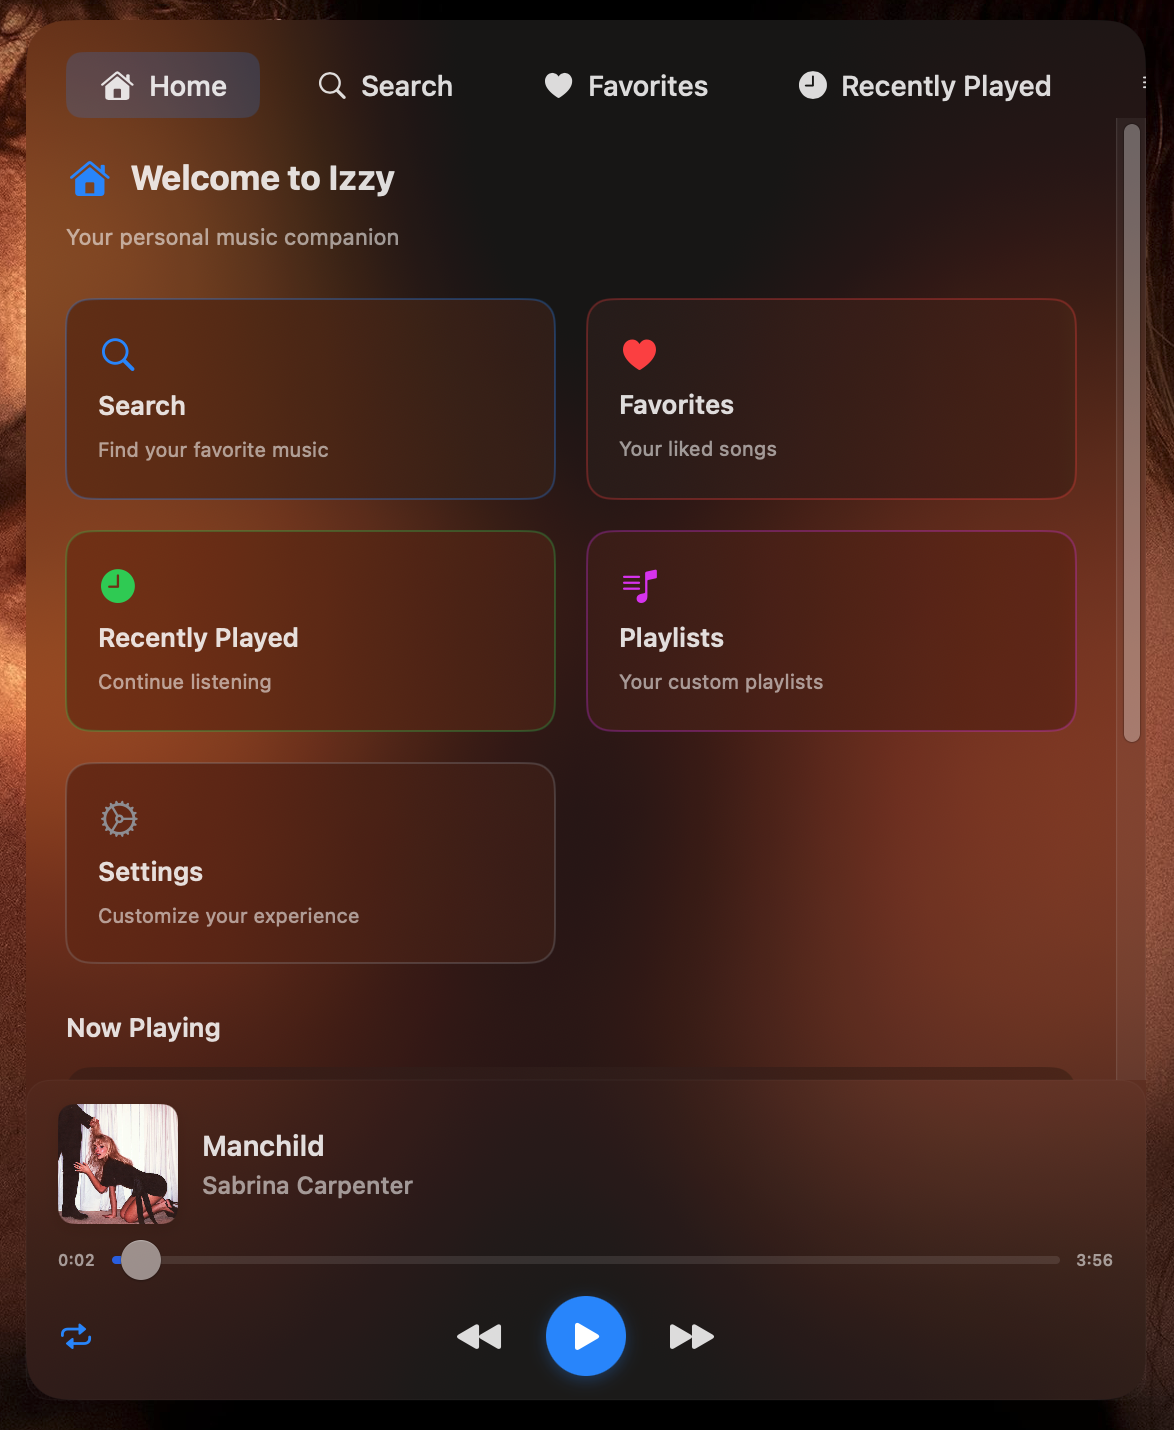 Home
Search
Favorites
Recently Played
Welcome to Izzy
Your personal music companion
Search
Find your favorite music
Favorites
Your liked songs
Recently Played
Continue listening
Playlists
Your custom playlists
Settings
Customize your experience
Now Playing
Manchild
Sabrina Carpenter
0:02
3:56